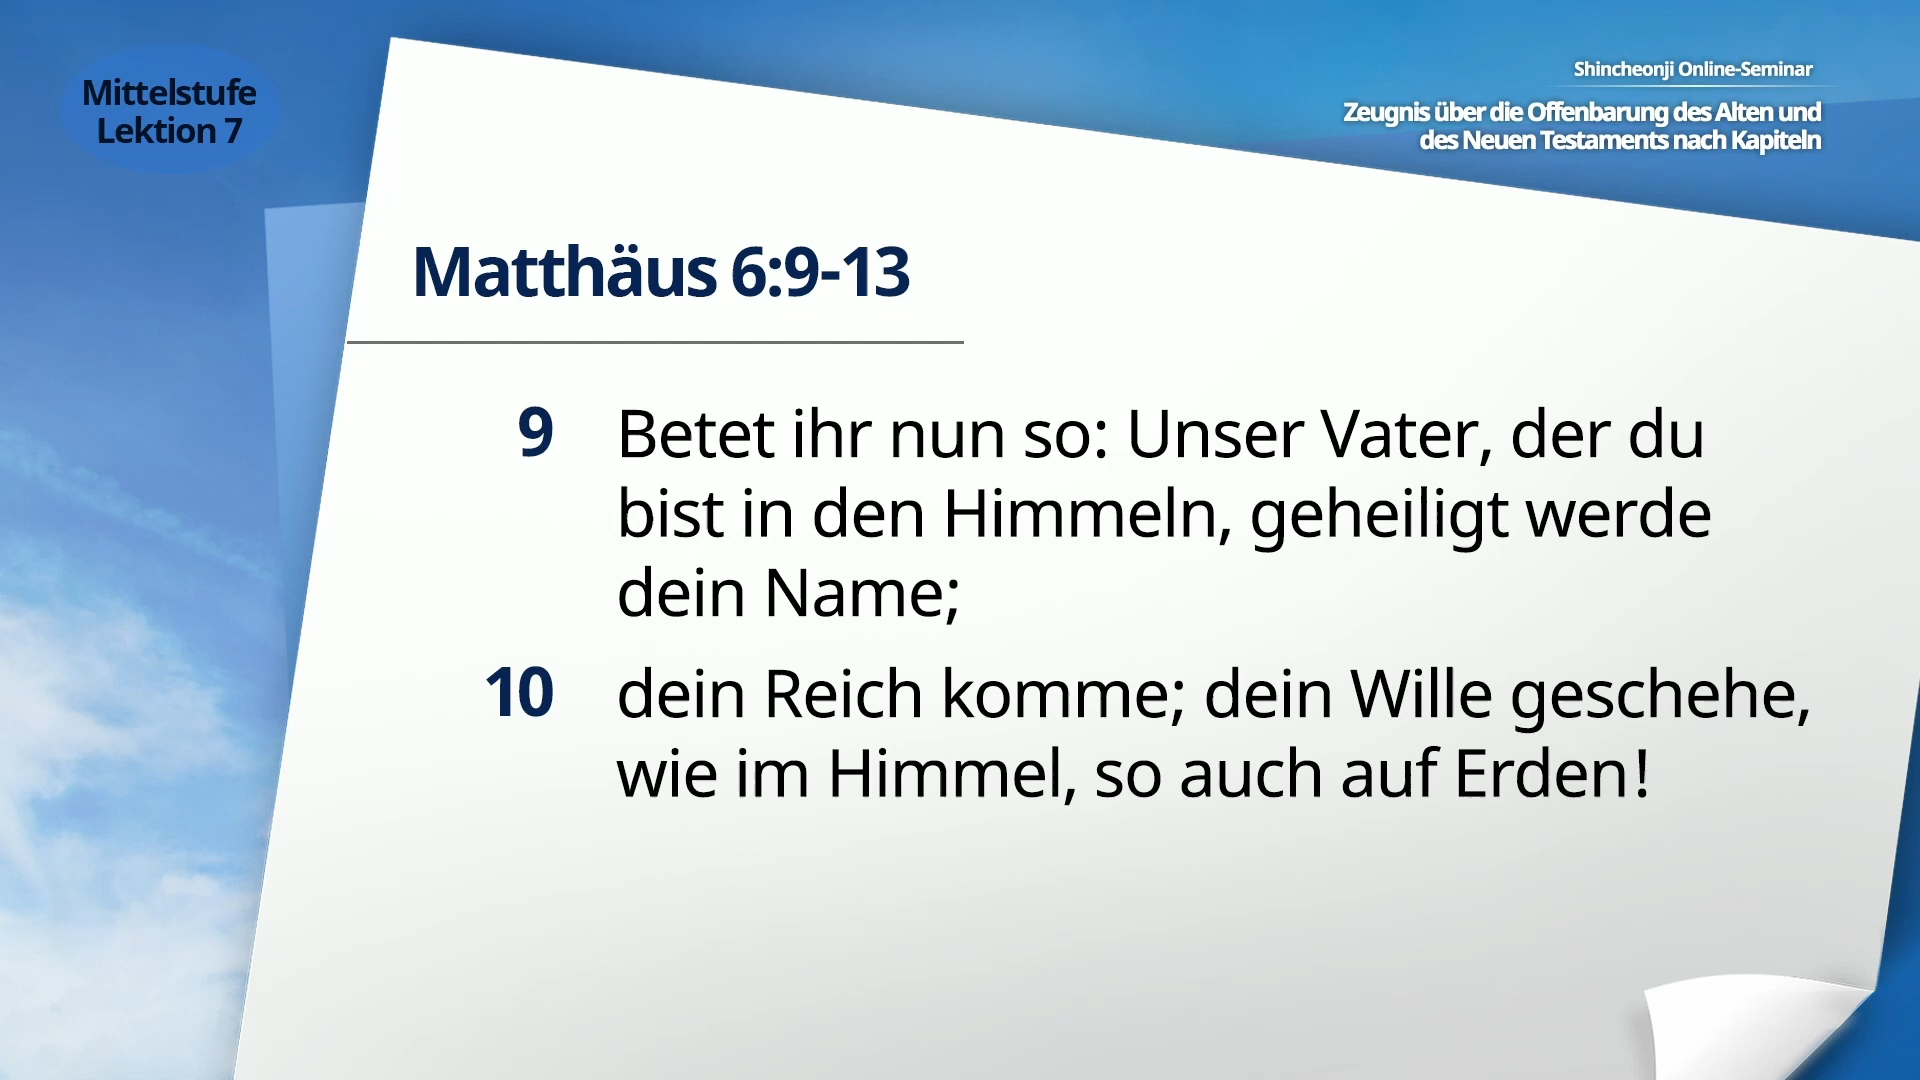 Mittelstufe
Lektion 7
Shincheonji Online-Seminar
Zeugnis über die Offenbarung des Alten und
des Neuen Testaments nach Kapiteln
Matthäus 6:9-13
9 Betet ihr nun so: Unser Vater, der du
bist in den Himmeln, geheiligt werde
dein Name;
10 dein Reich komme; dein Wille geschehe,
wie im Himmel, so auch auf Erden!